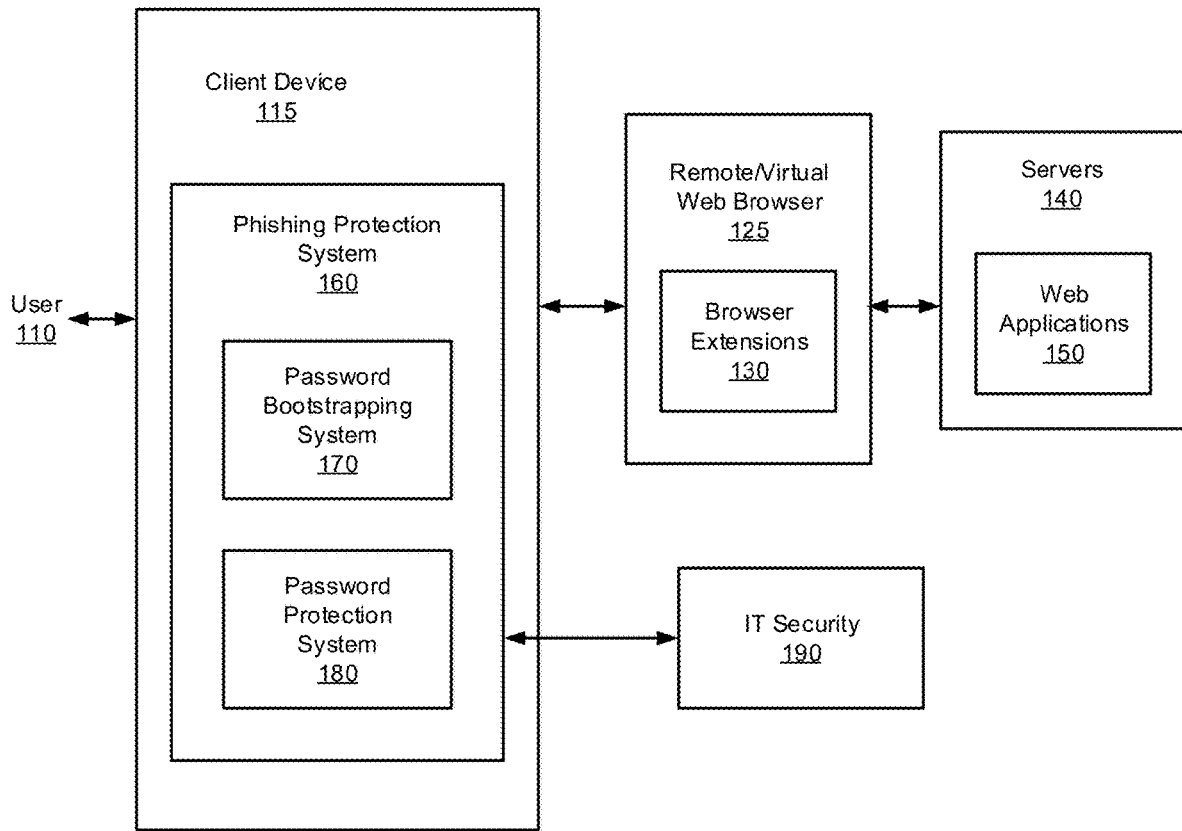 Client Device
115
Phishing Protection
System
160
User
110
Password
Bootstrapping
System
170
Password
Protection
System
180
Remote/Virtual
Web Browser
125
Browser
Extensions
130
Servers
140
Web
Applications
150
IT Security
190